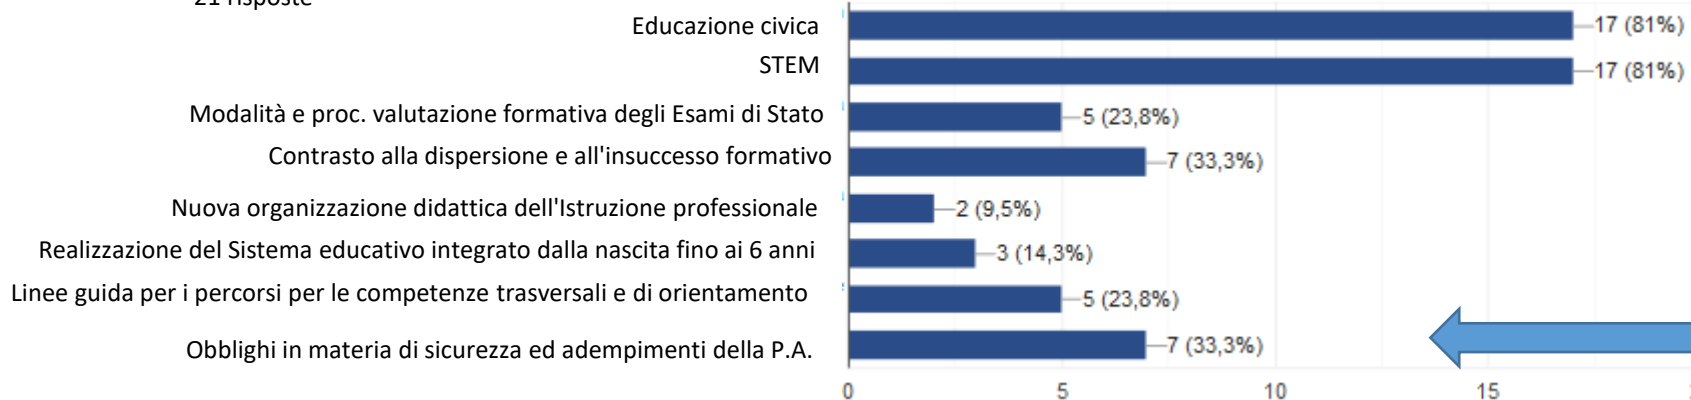 21 risposte
Educazione civica 17 (81%)
STEM 17 (81%)
Modalità e proc. valutazione formativa degli Esami di Stato 5 (23,8%)
Contrasto alla dispersione e all'insuccesso formativo 7 (33,3%)
Nuova organizzazione didattica dell'Istruzione professionale 2 (9,5%)
Realizzazione del Sistema educativo integrato dalla nascita fino ai 6 anni 3 (14,3%)
Linee guida per i percorsi per le competenze trasversali e di orientamento 5 (23,8%)
Obblighi in materia di sicurezza ed adempimenti della P.A. 7 (33,3%)
0 5 10 15